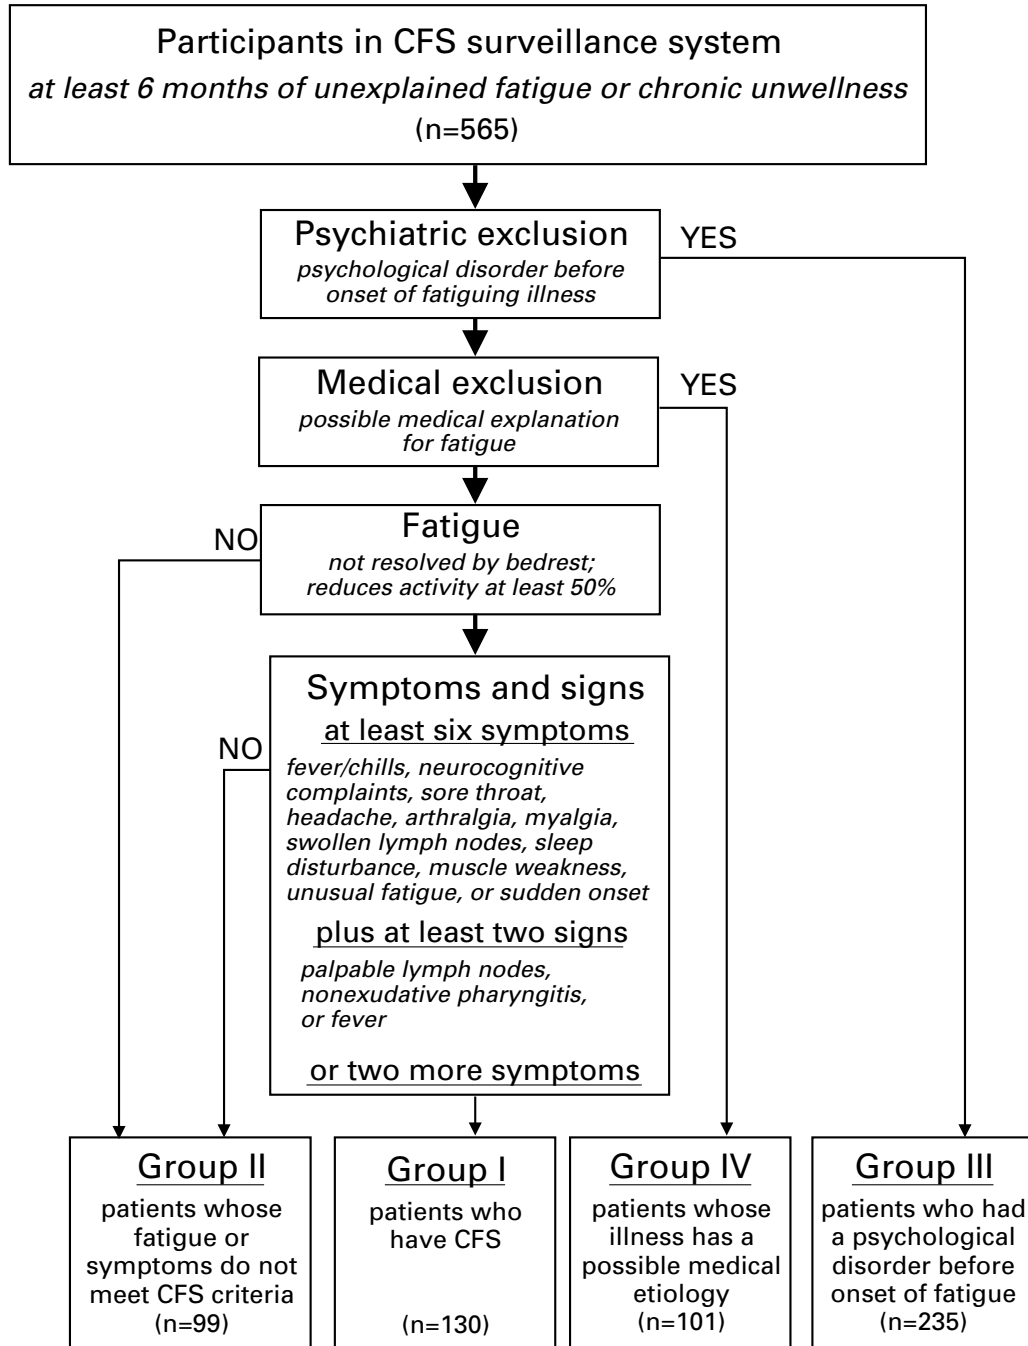 Participants in CFS surveillance system
at least 6 months of unexplained fatigue or chronic unwellness
(n=565)
Psychiatric exclusion
psychological disorder before
onset of fatiguing illness
YES
Medical exclusion
possible medical explanation
for fatigue
YES
Fatigue
not resolved by bedrest;
reduces activity at least 50%
NO
Symptoms and signs
at least six symptoms
fever/chills, neurocognitive
complaints, sore throat,
headache, arthralgia, myalgia,
swollen lymph nodes, sleep
disturbance, muscle weakness,
unusual fatigue, or sudden onset
plus at least two signs
palpable lymph nodes,
nonexudative pharyngitis,
or fever
or two more symptoms
NO
Group II
patients whose
fatigue or
symptoms do not
meet CFS criteria
(n=99)
Group I
patients who
have CFS
(n=130)
Group IV
patients whose
illness has a
possible medical
etiology
(n=101)
Group III
patients who had
a psychological
disorder before
onset of fatigue
(n=235)